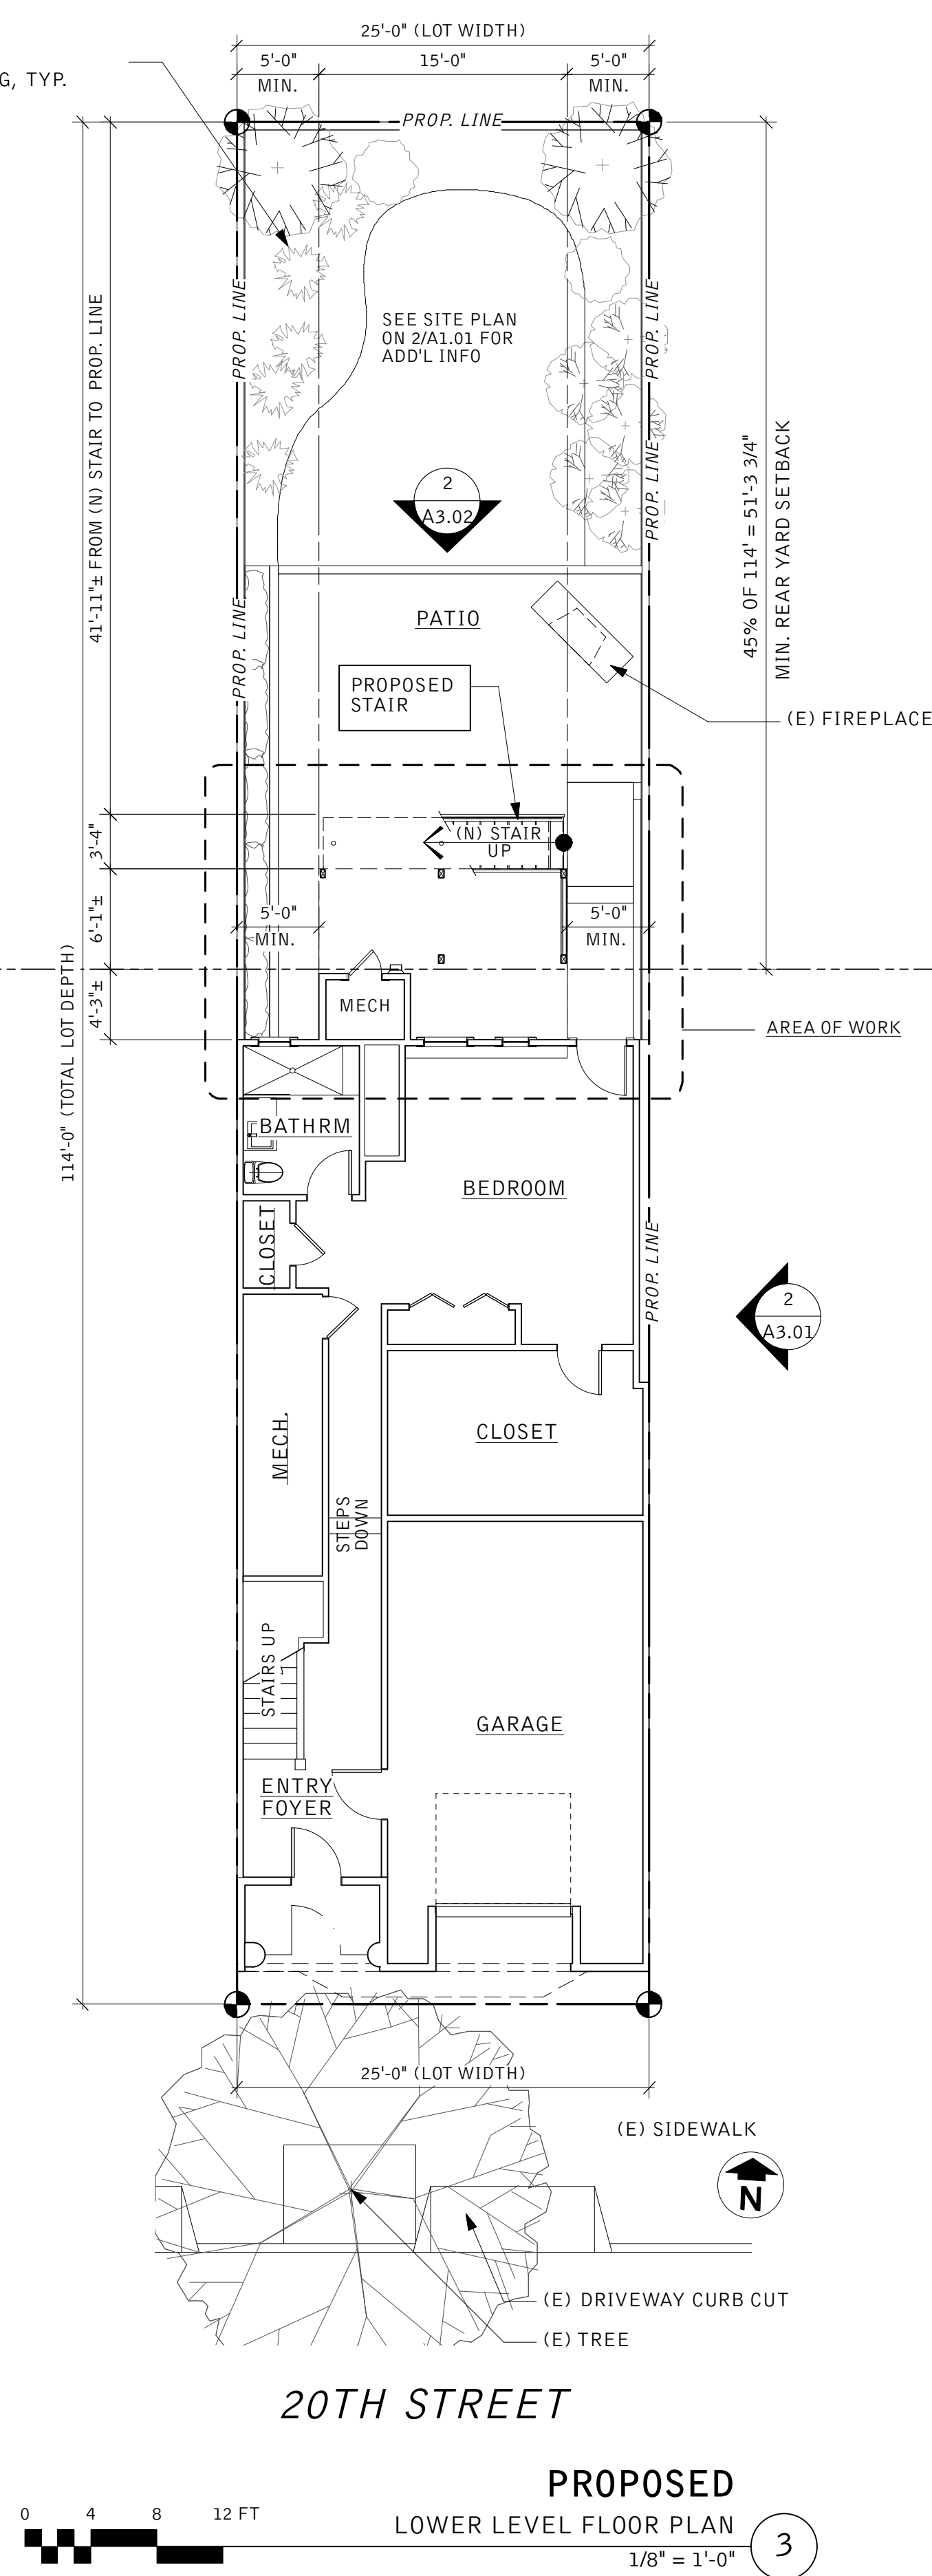 25'-0" (LOT WIDTH)
5'-0"
15'-0"
5'-0"
G, TYP.
MIN.
MIN.
PROP. LINE
PROP. LINE
PROP. LINE
SEE SITE PLAN
ON 2/A1.01 FOR
ADD'L INFO
41'-11"± FROM (N) STAIR TO PROP. LINE
45% OF 114' = 51'-3 3/4"
MIN. REAR YARD SETBACK
PROP. LINE
2
A3.02
PROP. LINE
PATIO
PROPOSED
STAIR
(E) FIREPLACE
3'-4"
(N) STAIR
UP
6'-1"±
5'-0"
MIN.
5'-0"
MIN.
4'-3"±
MECH
AREA OF WORK
114'-0" (TOTAL LOT DEPTH)
BATHRM
BEDROOM
CLOSET
PROP. LINE
2
A3.01
MECH.
CLOSET
STEPS
DOWN
STAIRS UP
GARAGE
ENTRY
FOYER
25'-0" (LOT WIDTH)
(E) SIDEWALK
N
(E) DRIVEWAY CURB CUT
(E) TREE
20TH STREET
PROPOSED
0 4 8 12 FT
LOWER LEVEL FLOOR PLAN
3
1/8" = 1'-0"